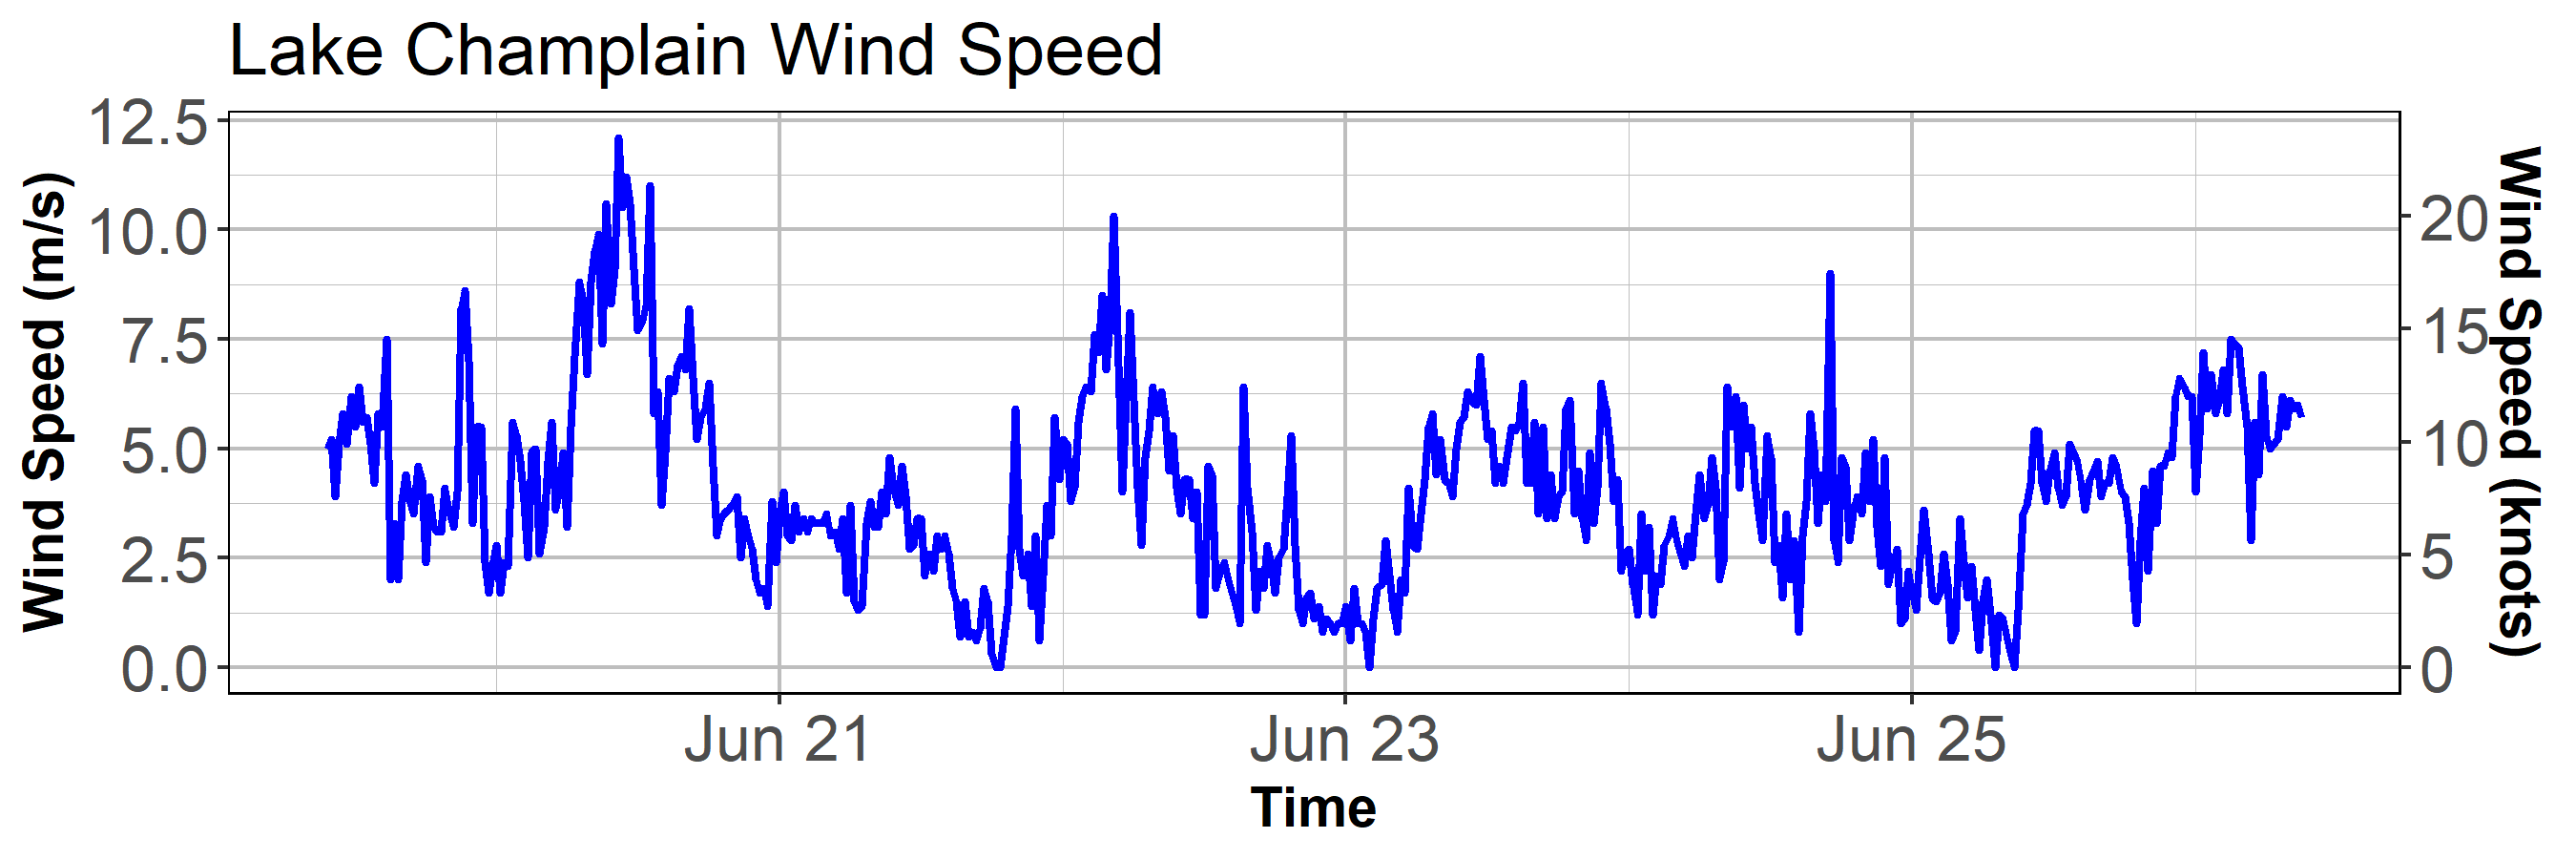 Lake Champlain Wind Speed
Wind Speed (m/s)
12.5
10.0
7.5
5.0
2.5
0.0
20
15
10
5
0
Wind Speed (knots)
Jun 21
Jun 23
Jun 25
Time